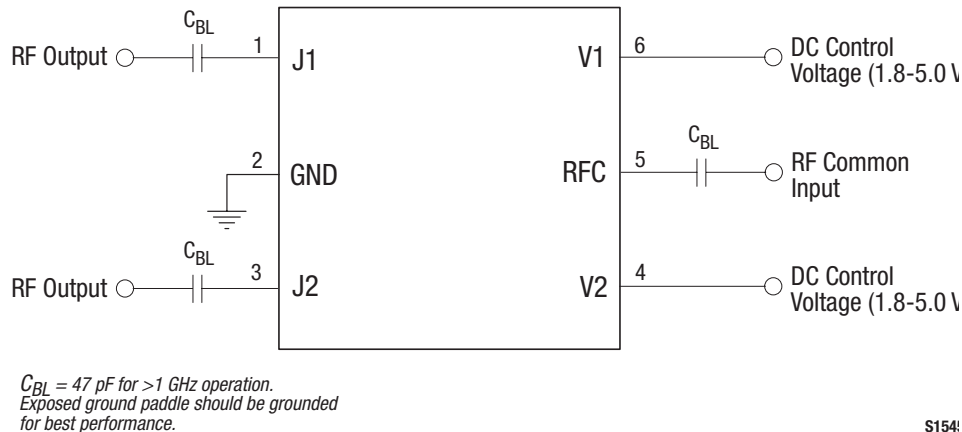 C_BL
RF Output
1
J1
V1
6
DC Control
Voltage (1.8-5.0 V
2
GND
RFC
5
C_BL
RF Common
Input
C_BL
RF Output
3
J2
V2
4
DC Control
Voltage (1.8-5.0 V
C_BL = 47 pF for >1 GHz operation.
Exposed ground paddle should be grounded
for best performance.
S1545